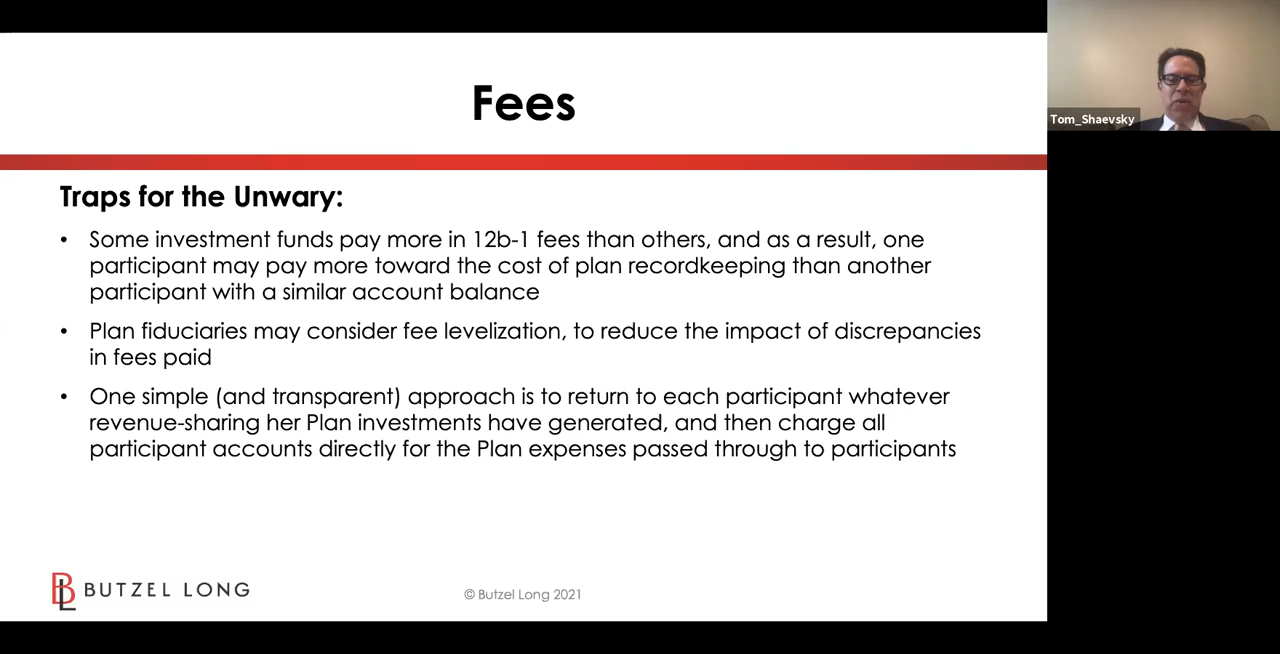 Fees
Tom_Shaevsky
Traps for the Unwary:
• Some investment funds pay more in 12b-1 fees than others, and as a result, one
participant may pay more toward the cost of plan recordkeeping than another
participant with a similar account balance
• Plan fiduciaries may consider fee levelization, to reduce the impact of discrepancies
in fees paid
• One simple (and transparent) approach is to return to each participant whatever
revenue-sharing her Plan investments have generated, and then charge all
participant accounts directly for the Plan expenses passed through to participants
BL BUTZEL LONG
© Butzel Long 2021